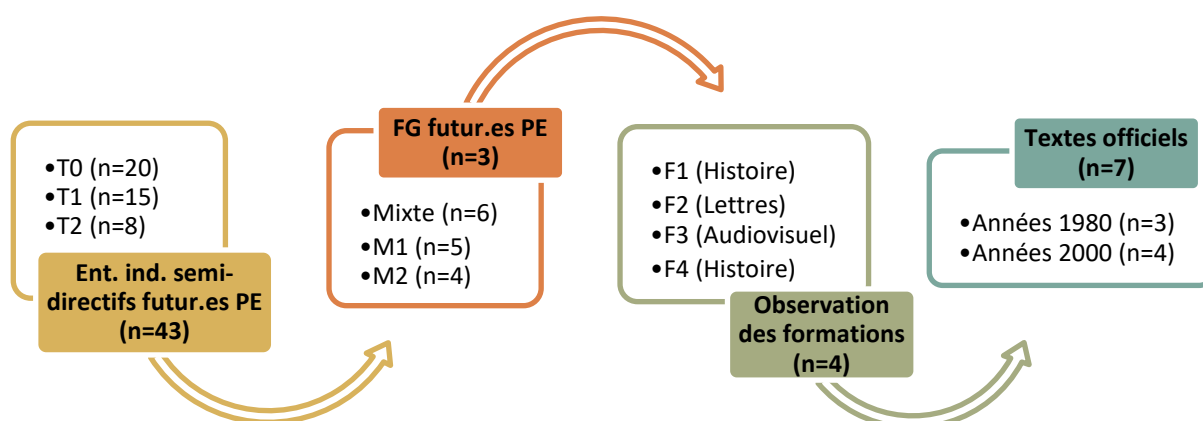 •T0 (n=20)
•T1 (n=15)
•T2 (n=8)
Ent. ind. semi-
directifs futur.es PE
(n=43)
FG futur.es PE
(n=3)
•Mixte (n=6)
•M1 (n=5)
•M2 (n=4)
•F1 (Histoire)
•F2 (Lettres)
•F3 (Audiovisuel)
•F4 (Histoire)
Observation
des formations
(n=4)
Textes officiels
(n=7)
•Années 1980 (n=3)
•Années 2000 (n=4)